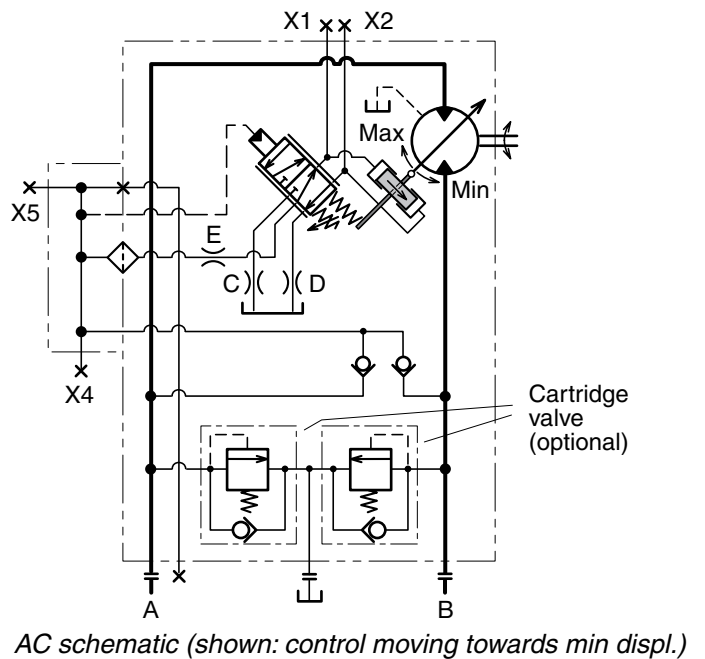 X1
X2
Max
Min
X5
E
C
D
X4
Cartridge
valve
(optional)
A
B
AC schematic (shown: control moving towards min displ.)